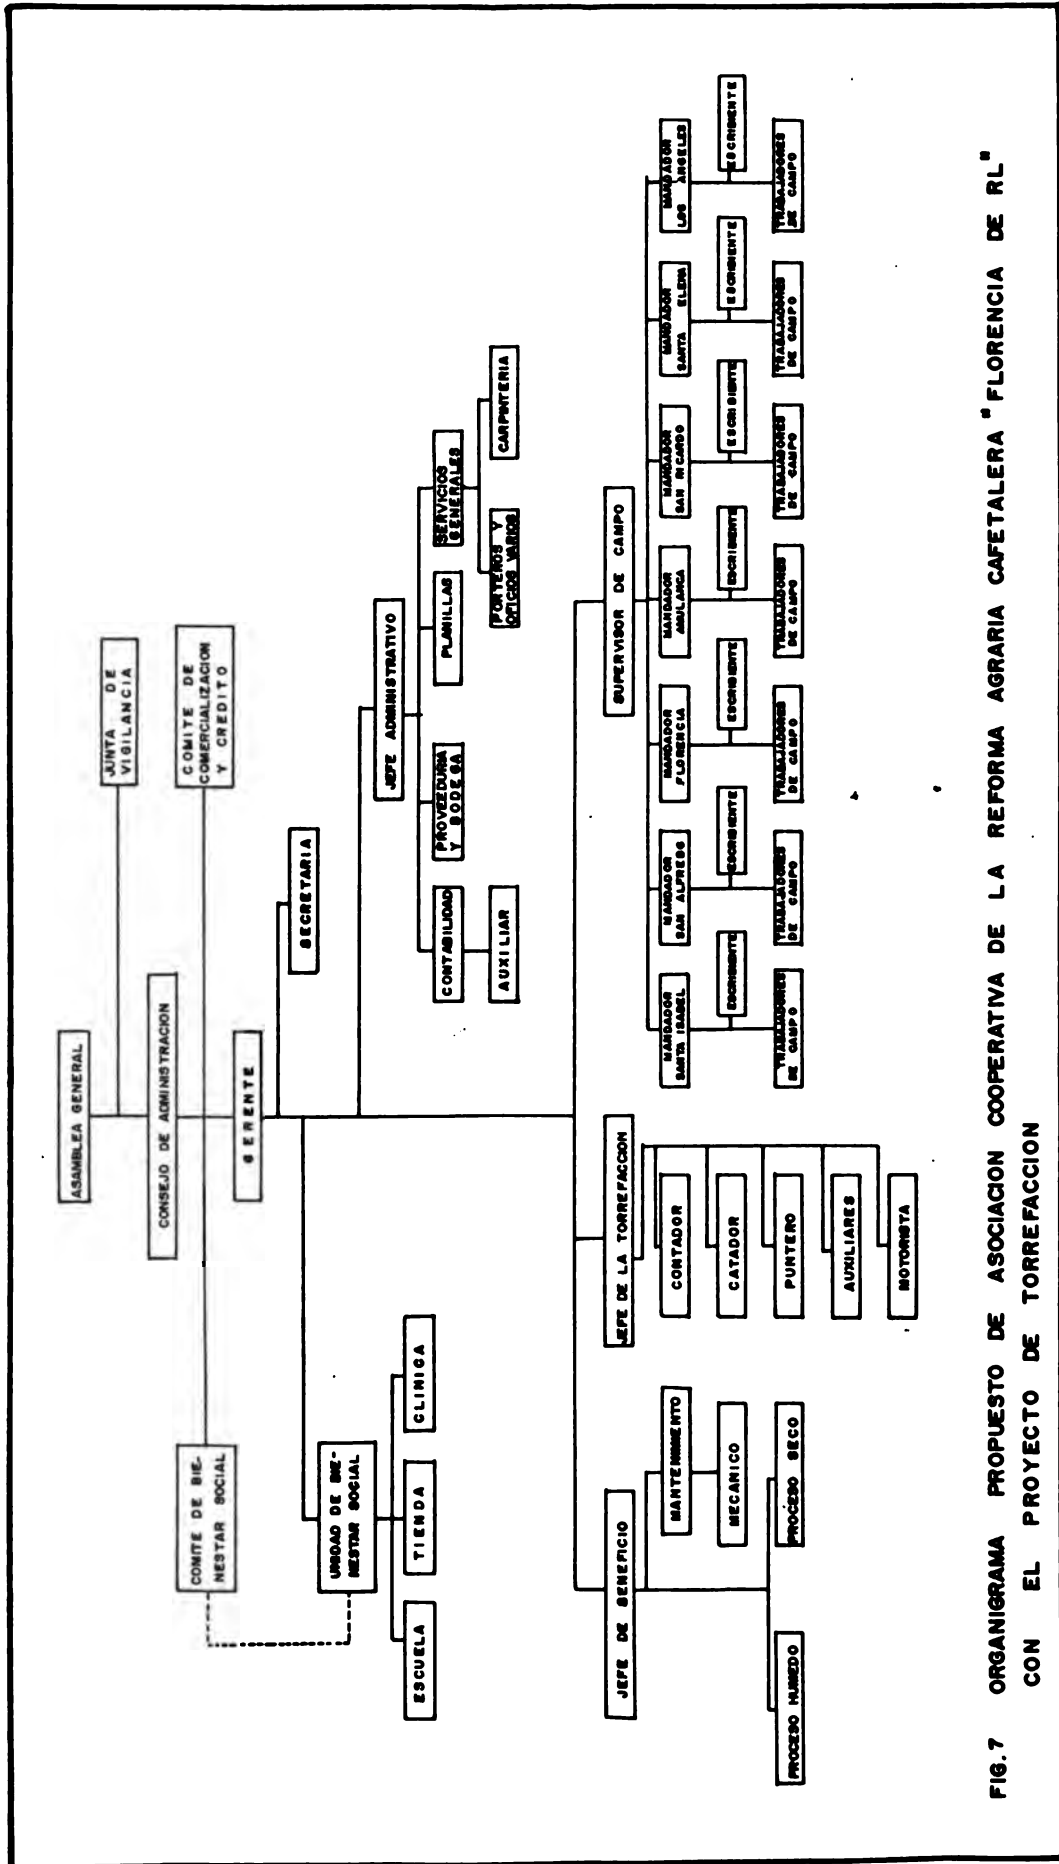 ASAMBLEA GENERAL
JUNTA DE
VIGILANCIA
CONSEJO DE ADMINISTRACION
COMITE DE BIE-
NESTAR SOCIAL
COMITE DE
COMERCIALIZACION
Y CREDITO
GERENTE
SECRETARIA
UNIDAD DE BIE-
NESTAR SOCIAL
JEFE ADMINISTRATIVO
ESCUELA
TIENDA
CLINICA
CONTABILIDAD
PROVEEDURIA
Y BODEGA
PLANILLAS
SERVICIOS
GENERALES
AUXILIAR
PORTEROS Y
OFICIOS VARIOS
CARPINTERIA
JEFE DE BENEFICIO
JEFE DE LA TORREFACCION
SUPERVISOR DE CAMPO
MANTENIMIENTO
MECANICO
PROCESO HUMEDO
PROCESO SECO
CONTADOR
CATADOR
PUNTERO
AUXILIARES
MOTORISTA
MANDADOR
SANTA ISABEL
MANDADOR
SAN ALFREDO
MANDADOR
FLORENCIA
MANDADOR
AMULANCA
MANDADOR
SAN RICARDO
MANDADOR
SANTA ELENA
MANDADOR
LOS ANGELES
ESCRIBIENTE
ESCRIBIENTE
ESCRIBIENTE
ESCRIBIENTE
ESCRIBIENTE
ESCRIBIENTE
ESCRIBIENTE
TRABAJADORES
DE CAMPO
TRABAJADORES
DE CAMPO
TRABAJADORES
DE CAMPO
TRABAJADORES
DE CAMPO
TRABAJADORES
DE CAMPO
TRABAJADORES
DE CAMPO
TRABAJADORES
DE CAMPO
FIG. 7 ORGANIGRAMA PROPUESTO DE ASOCIACION COOPERATIVA DE LA REFORMA AGRARIA CAFETALERA "FLORENCIA DE RL"
CON EL PROYECTO DE TORREFACCION